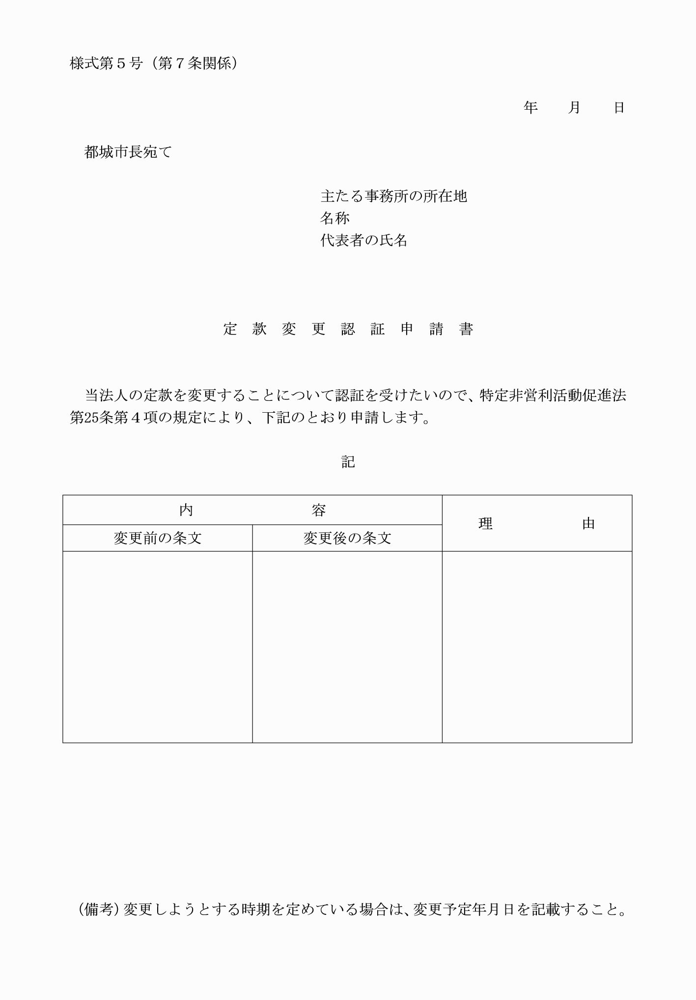 様式第５号（第７条関係）
年　　月　　日
都城市長宛て
主たる事務所の所在地
名称
代表者の氏名
定　款　変　更　認　証　申　請　書
当法人の定款を変更することについて認証を受けたいので、特定非営利活動促進法
第25条第４項の規定により、下記のとおり申請します。
記
内　　　　　　　　容
理　　　　　　由
変更前の条文
変更後の条文
（備考）変更しようとする時期を定めている場合は、変更予定年月日を記載すること。